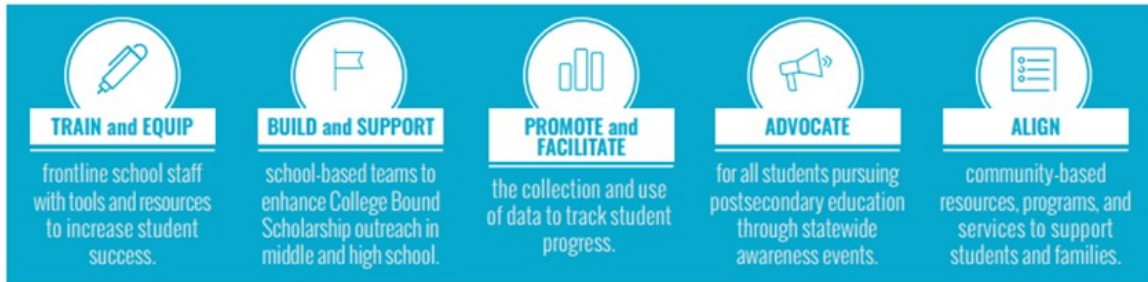 TRAIN and EQUIP
frontline school staff
with tools and resources
to increase student
success.
BUILD and SUPPORT
school-based teams to
enhance College Bound
Scholarship outreach in
middle and high school.
PROMOTE and
FACILITATE
the collection and use
of data to track student
progress.
ADVOCATE
for all students pursuing
postsecondary education
through statewide
awareness events.
ALIGN
community-based
resources, programs, and
services to support
students and families.